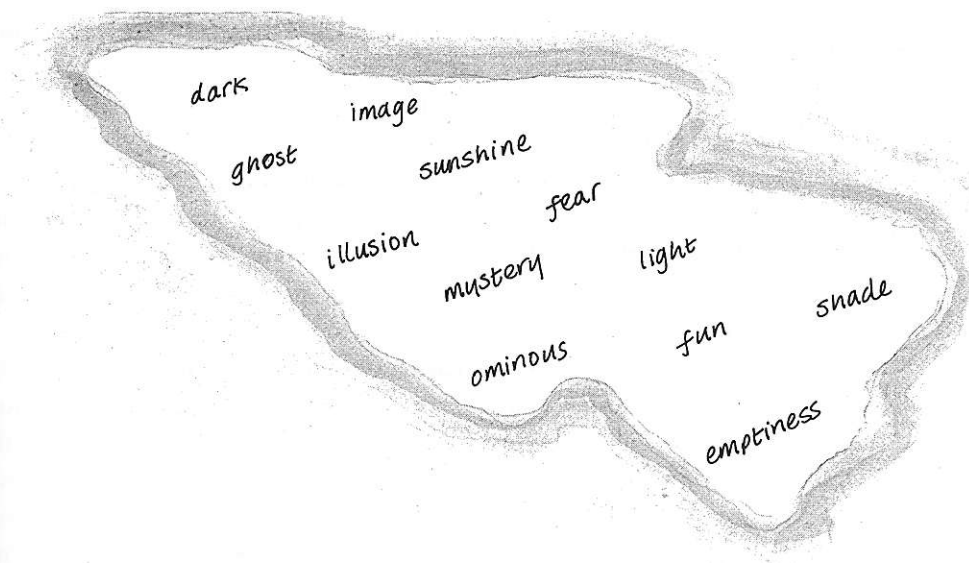 dark
image
ghost
sunshine
fear
illusion
mystery
light
shade
ominous
fun
emptiness